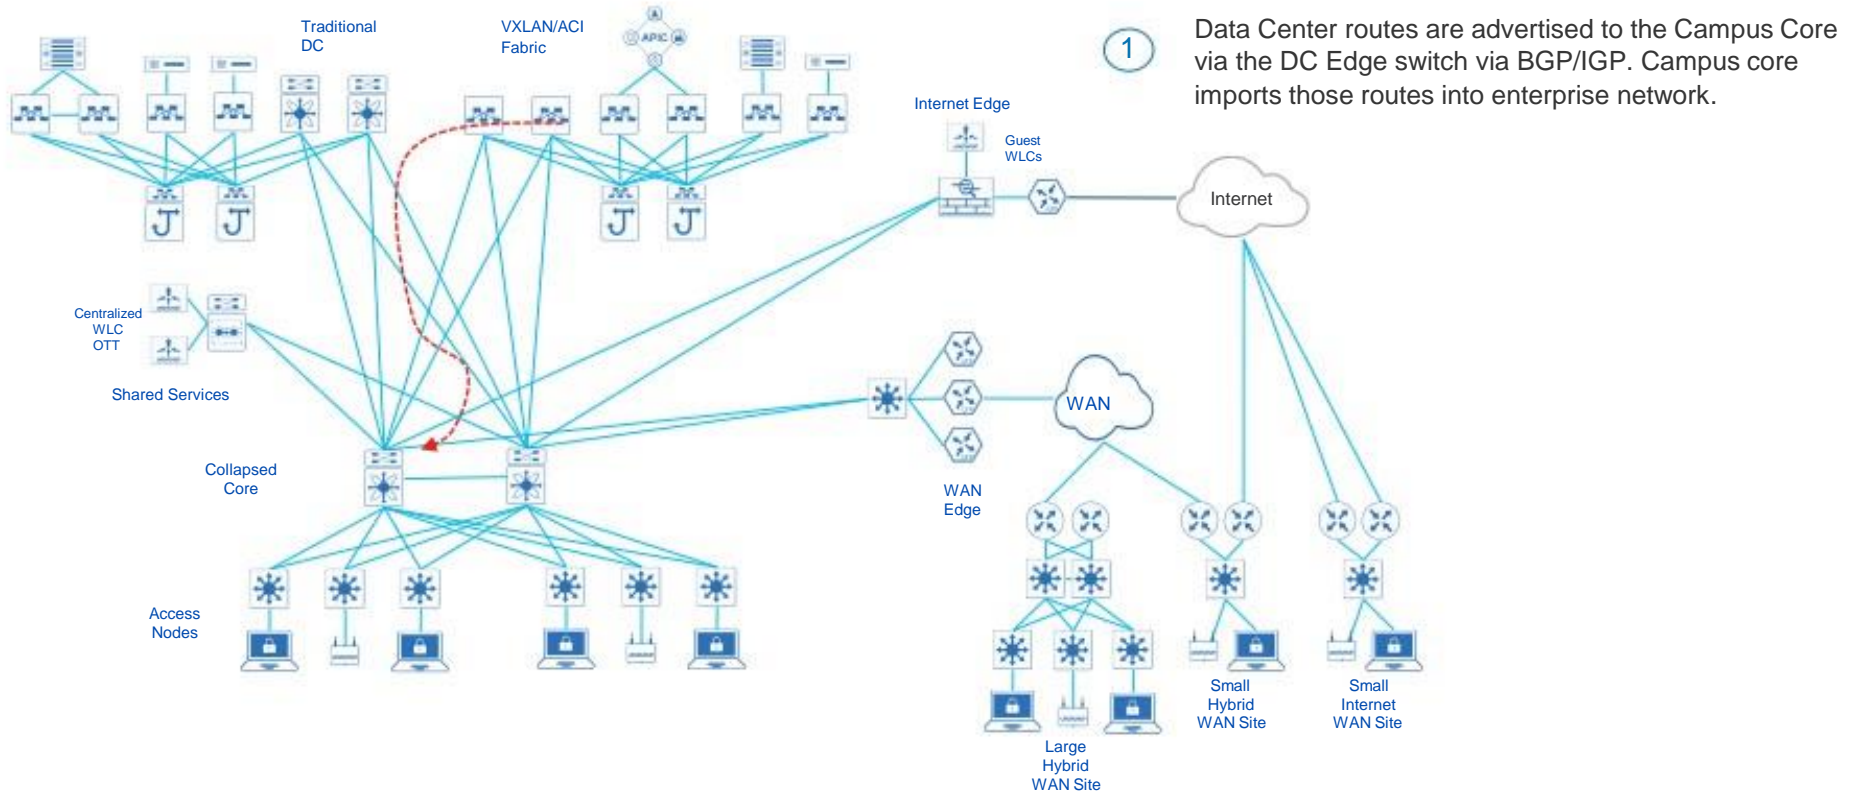 Traditional
DC
VXLAN/ACI
Fabric
A
APIC
1
Data Center routes are advertised to the Campus Core
via the DC Edge switch via BGP/IGP. Campus core
imports those routes into enterprise network.
Internet Edge
Guest
WLCs
Internet
Centralized
WLC
OTT
Shared Services
WAN
Collapsed
Core
WAN
Edge
Access
Nodes
Small
Hybrid
WAN Site
Small
Internet
WAN Site
Large
Hybrid
WAN Site